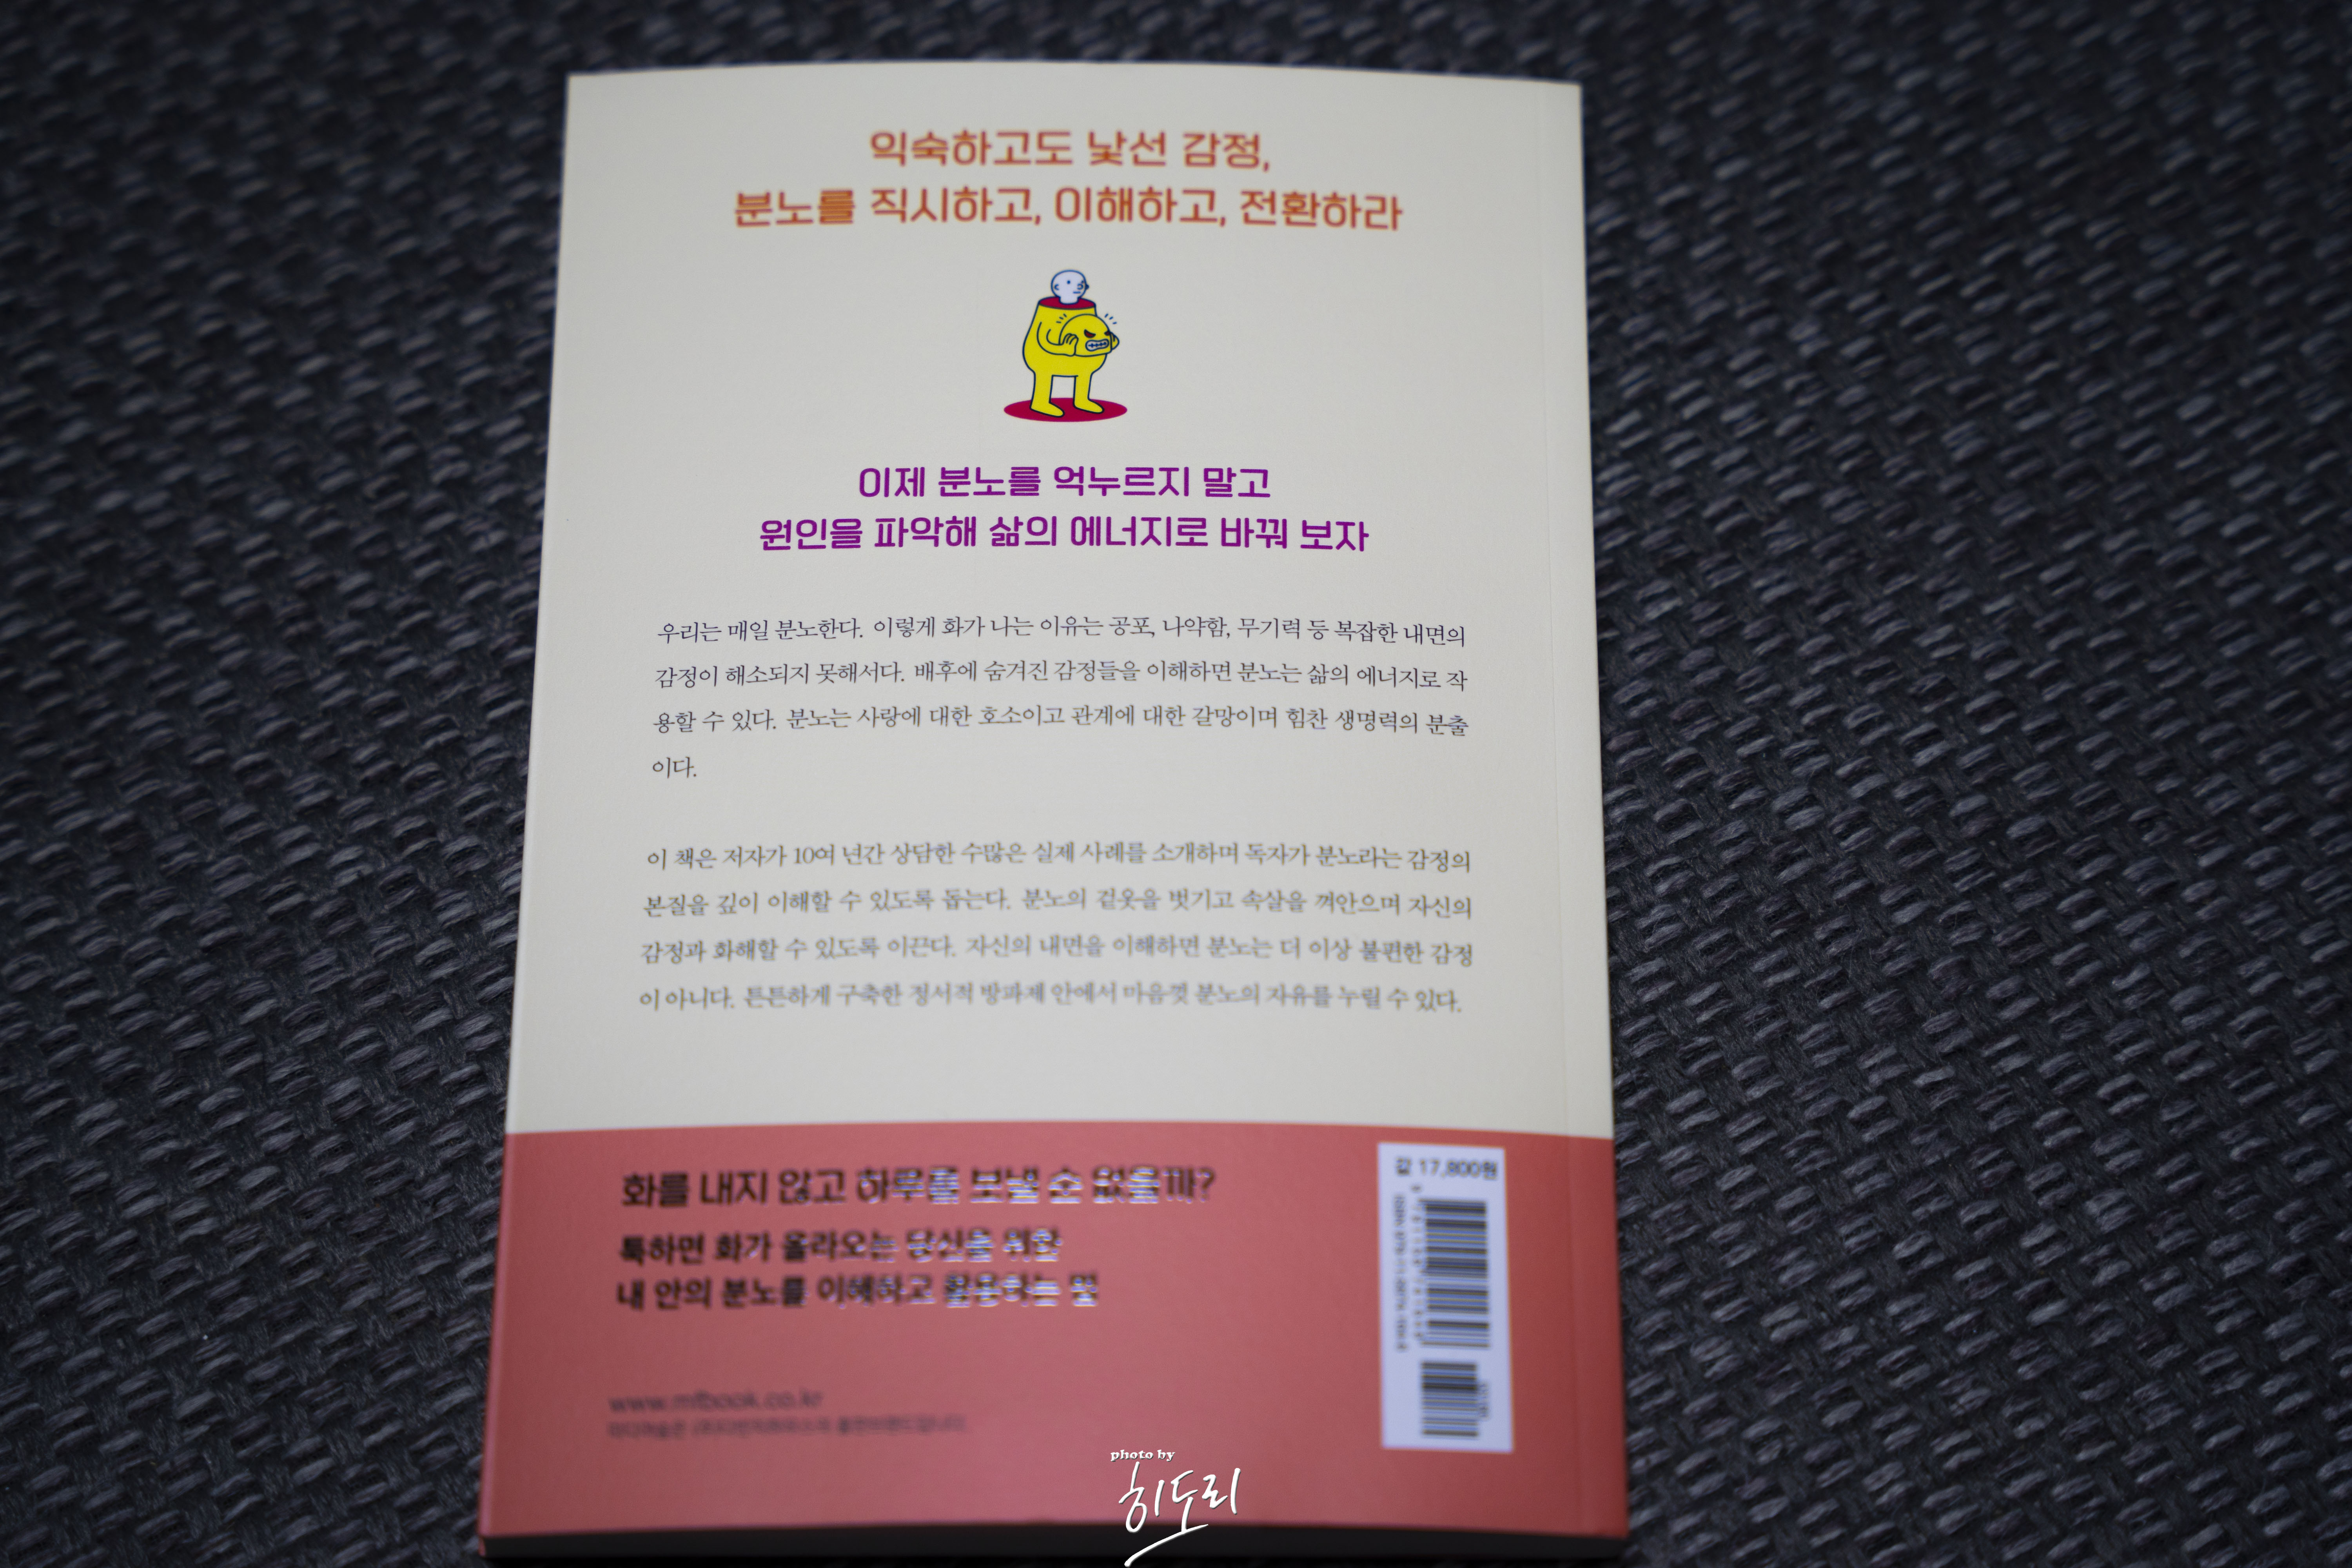 익숙하고도 낯선 감정,
분노를 직시하고, 이해하고, 전환하라
이제 분노를 억누르지 말고
원인을 파악해 삶의 에너지로 바꿔 보자
우리는 매일 분노한다. 이렇게 화가 나는 이유는 공포, 나약함, 무기력 등 복잡한 내면의
감정이 해소되지 못해서다. 배후에 숨겨진 감정들을 이해하면 분노는 삶의 에너지로 작
용할 수 있다. 분노는 사랑에 대한 호소이고 관계에 대한 갈망이며 힘찬 생명력의 분출
이다.
이 책은 저자가 10여 년간 상담한 수많은 실제 사례를 소개하며 독자가 분노라는 감정의
본질을 깊이 이해할 수 있도록 돕는다. 분노의 겉옷을 벗기고 속살을 껴안으며 자신의
감정과 화해할 수 있도록 이끈다. 자신의 내면을 이해하면 분노는 더 이상 불편한 감정
이 아니다. 튼튼하게 구축한 정서적 방파제 안에서 마음껏 분노의 자유를 누릴 수 있다.
화를 내지 않고 하루를 보낼 순 없을까?
툭하면 화가 올라오는 당신을 위한
내 안의 분노를 이해하고 활용하는 법
값 17,800원
www.mfbook.co.kr
photo by
히도리